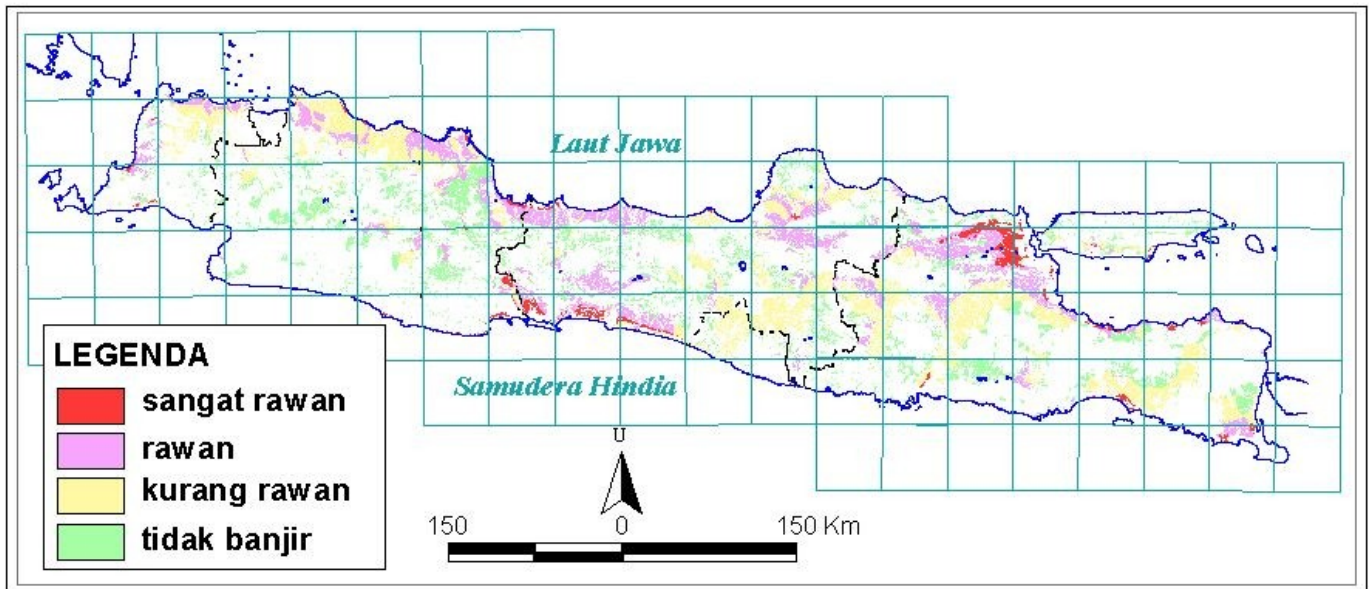 Laut Jawa
Samudera Hindia
LEGENDA
sangat rawan
rawan
kurang rawan
tidak banjir
U
150 0 150 Km